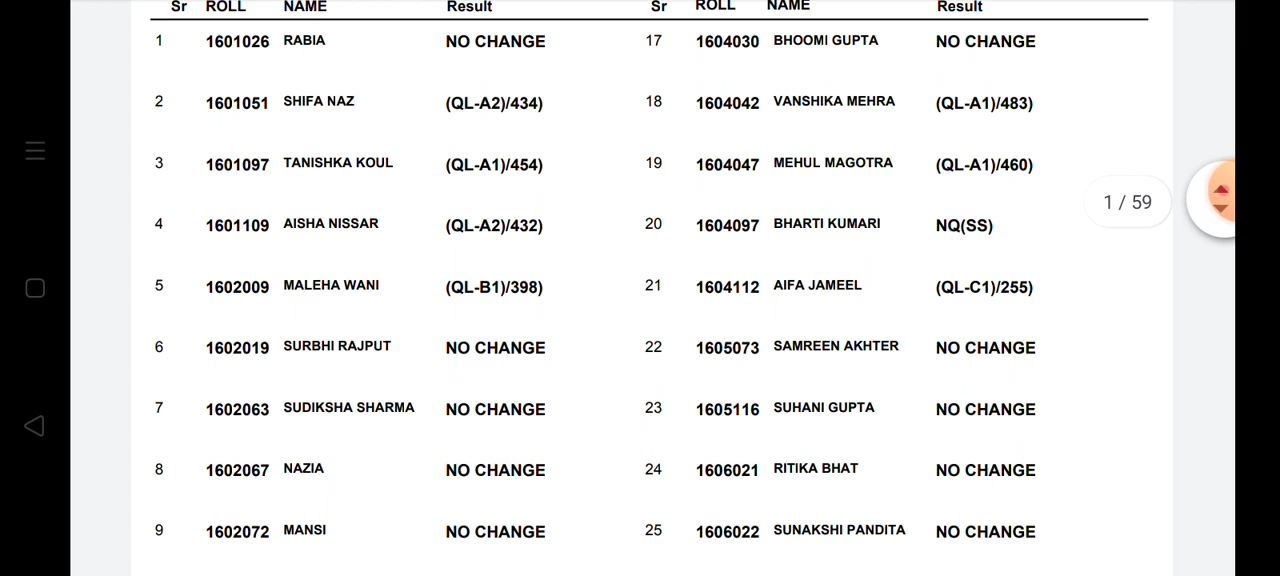 Sr ROLL NAME Result Sr ROLL NAME Result
1 1601026 RABIA NO CHANGE 17 1604030 BHOOMI GUPTA NO CHANGE
2 1601051 SHIFA NAZ (QL-A2)/434) 18 1604042 VANSHIKA MEHRA (QL-A1)/483)
3 1601097 TANISHKA KOUL (QL-A1)/454) 19 1604047 MEHUL MAGOTRA (QL-A1)/460)
1 / 59
4 1601109 AISHA NISSAR (QL-A2)/432) 20 1604097 BHARTI KUMARI NQ(SS)
5 1602009 MALEHA WANI (QL-B1)/398) 21 1604112 AIFA JAMEEL (QL-C1)/255)
6 1602019 SURBHI RAJPUT NO CHANGE 22 1605073 SAMREEN AKHTER NO CHANGE
7 1602063 SUDIKSHA SHARMA NO CHANGE 23 1605116 SUHANI GUPTA NO CHANGE
8 1602067 NAZIA NO CHANGE 24 1606021 RITIKA BHAT NO CHANGE
9 1602072 MANSI NO CHANGE 25 1606022 SUNAKSHI PANDITA NO CHANGE